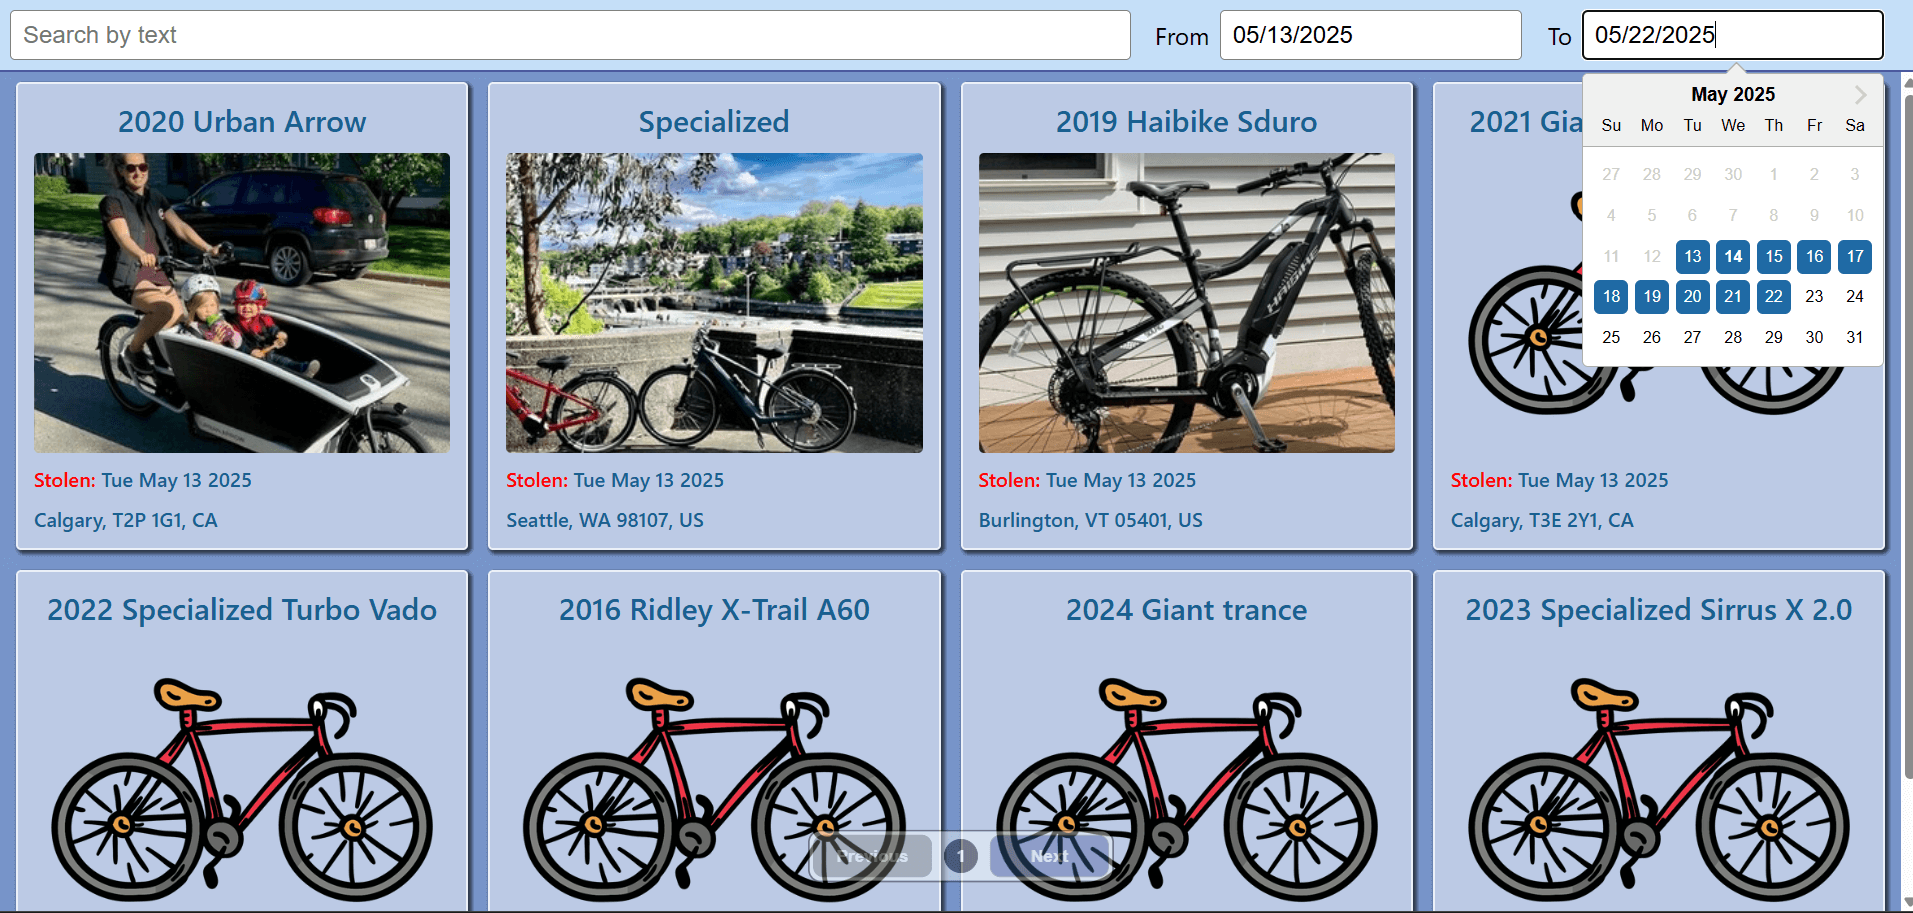 Search by text
From 05/13/2025
To 05/22/2025
May 2025
Su Mo Tu We Th Fr Sa
27 28 29 30 1 2 3
4 5 6 7 8 9 10
11 12 13 14 15 16 17
18 19 20 21 22 23 24
25 26 27 28 29 30 31
2020 Urban Arrow
Stolen: Tue May 13 2025
Calgary, T2P 1G1, CA
Specialized
Stolen: Tue May 13 2025
Seattle, WA 98107, US
2019 Haibike Sduro
HAIBIKE
Stolen: Tue May 13 2025
Burlington, VT 05401, US
2021 Gia
Stolen: Tue May 13 2025
Calgary, T3E 2Y1, CA
2022 Specialized Turbo Vado
2016 Ridley X-Trail A60
2024 Giant trance
2023 Specialized Sirrus X 2.0
Previous 1 Next